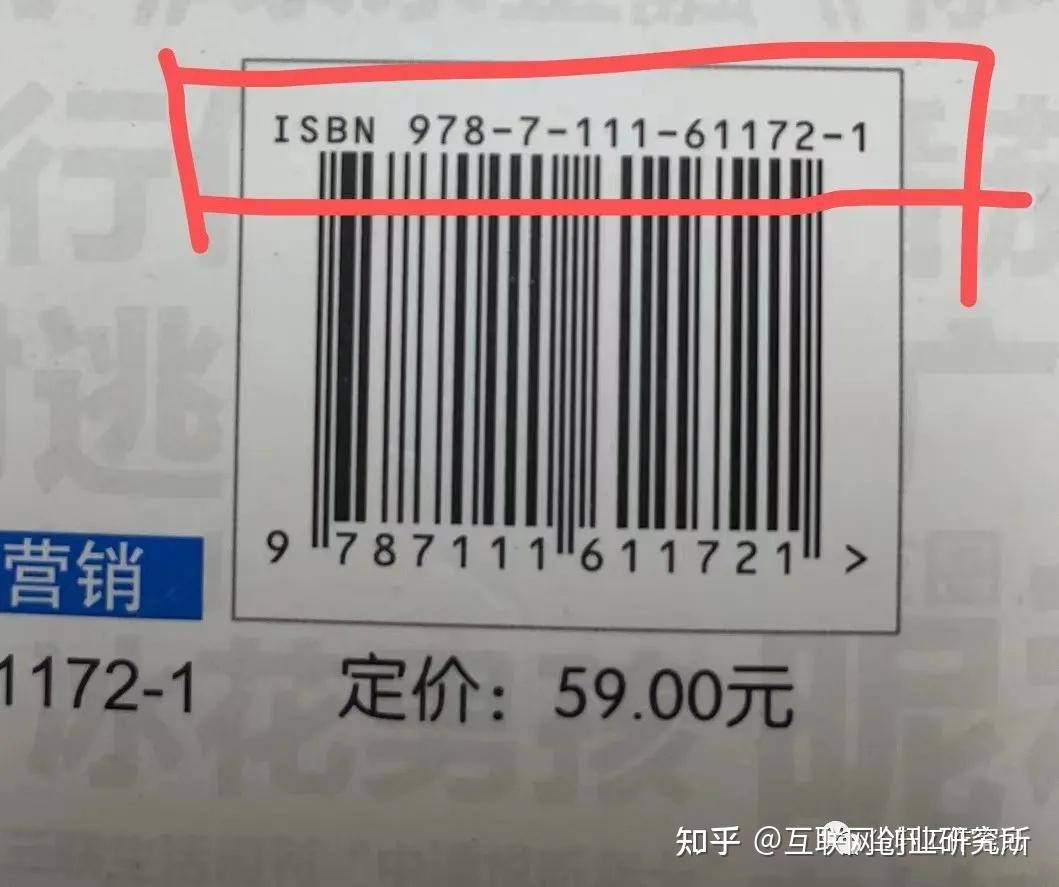 ISBN 978-7-111-61172-1
9 787111 611721 >
营销
1172-1 定价：59.00元
知乎 @互联网创业研究所